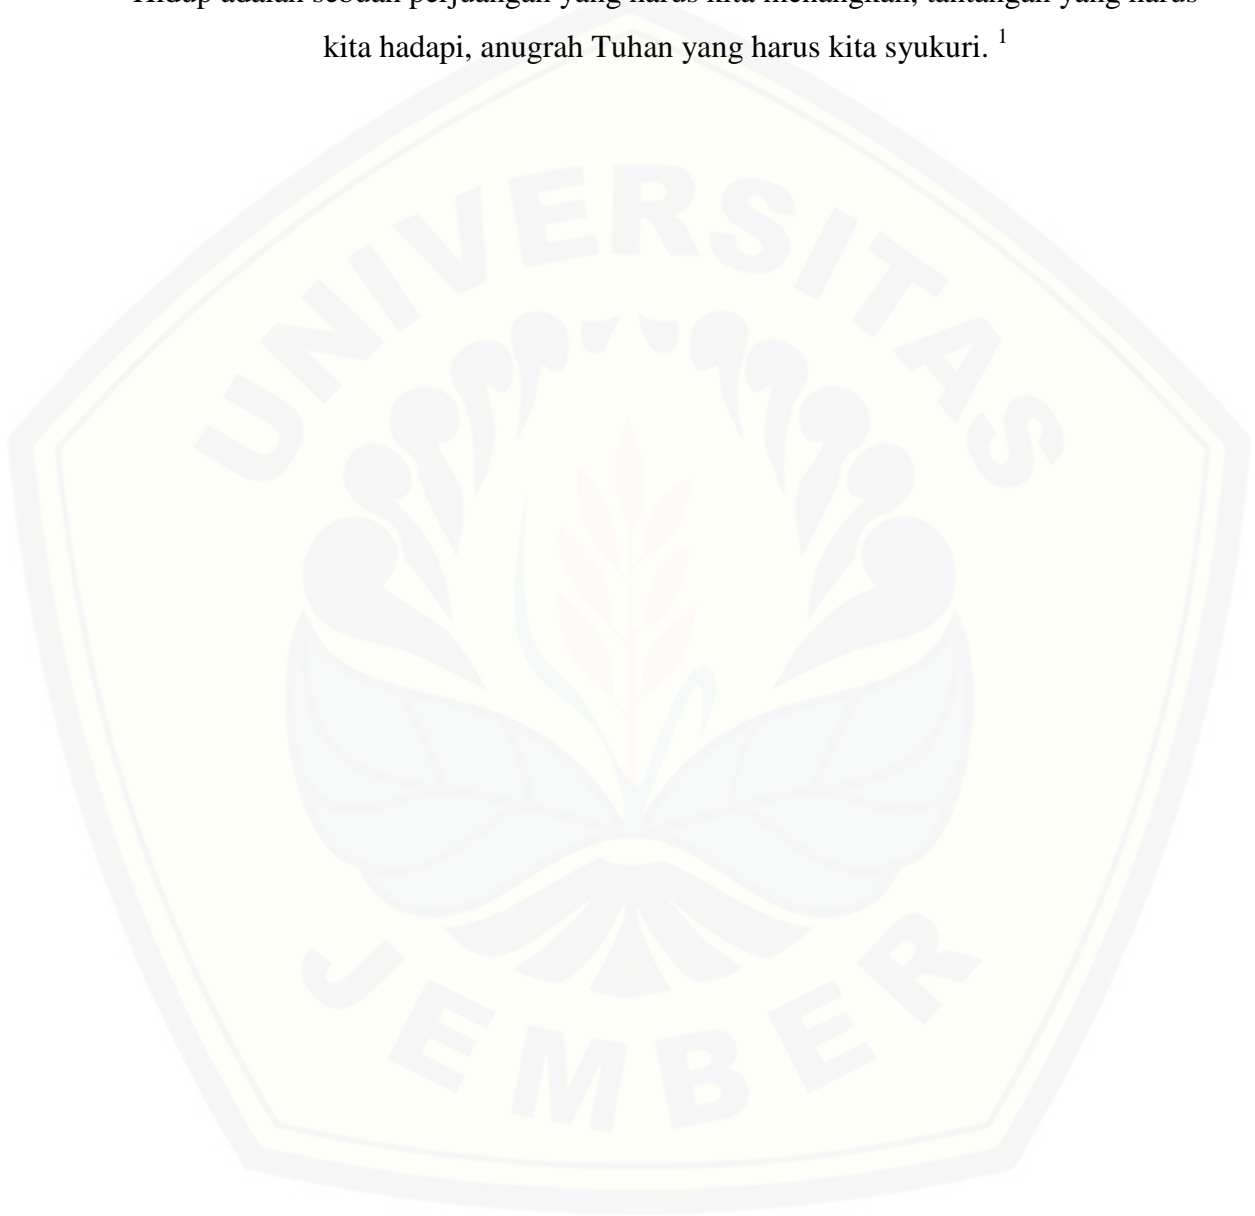 Hidup adalah sebuah perjuangan yang harus kita menangkan, tantangan yang harus
kita hadapi, anugrah Tuhan yang harus kita syukuri. 1
UNIVERSITAS
JEMBER